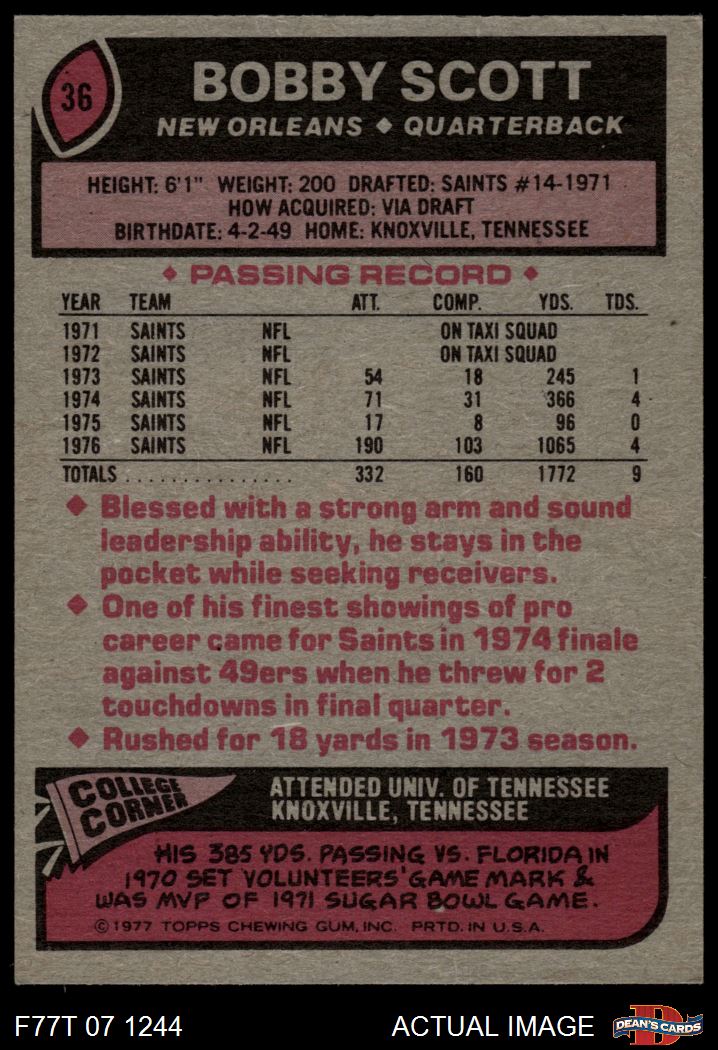 36
BOBBY SCOTT
NEW ORLEANS ♦ QUARTERBACK
HEIGHT: 6'1" WEIGHT: 200 DRAFTED: SAINTS #14-1971
HOW ACQUIRED: VIA DRAFT
BIRTHDATE: 4-2-49 HOME: KNOXVILLE, TENNESSEE
♦ PASSING RECORD ♦
YEAR TEAM ATT. COMP. YDS. TDS.
1971 SAINTS NFL ON TAXI SQUAD
1972 SAINTS NFL ON TAXI SQUAD
1973 SAINTS NFL 54 18 245 1
1974 SAINTS NFL 71 31 366 4
1975 SAINTS NFL 17 8 96 0
1976 SAINTS NFL 190 103 1065 4
TOTALS . . . . . . . . . . . . . . . 332 160 1772 9
♦ Blessed with a strong arm and sound
leadership ability, he stays in the
pocket while seeking receivers.
♦ One of his finest showings of pro
career came for Saints in 1974 finale
against 49ers when he threw for 2
touchdowns in final quarter.
♦ Rushed for 18 yards in 1973 season.
COLLEGE
CORNER
ATTENDED UNIV. OF TENNESSEE
KNOXVILLE, TENNESSEE
HIS 385 YDS. PASSING VS. FLORIDA IN
1970 SET VOLUNTEERS' GAME MARK &
WAS MVP OF 1971 SUGAR BOWL GAME.
© 1977 TOPPS CHEWING GUM, INC. PRTD. IN U.S.A.
F77T 07 1244
ACTUAL IMAGE
D
DEAN'S CARDS